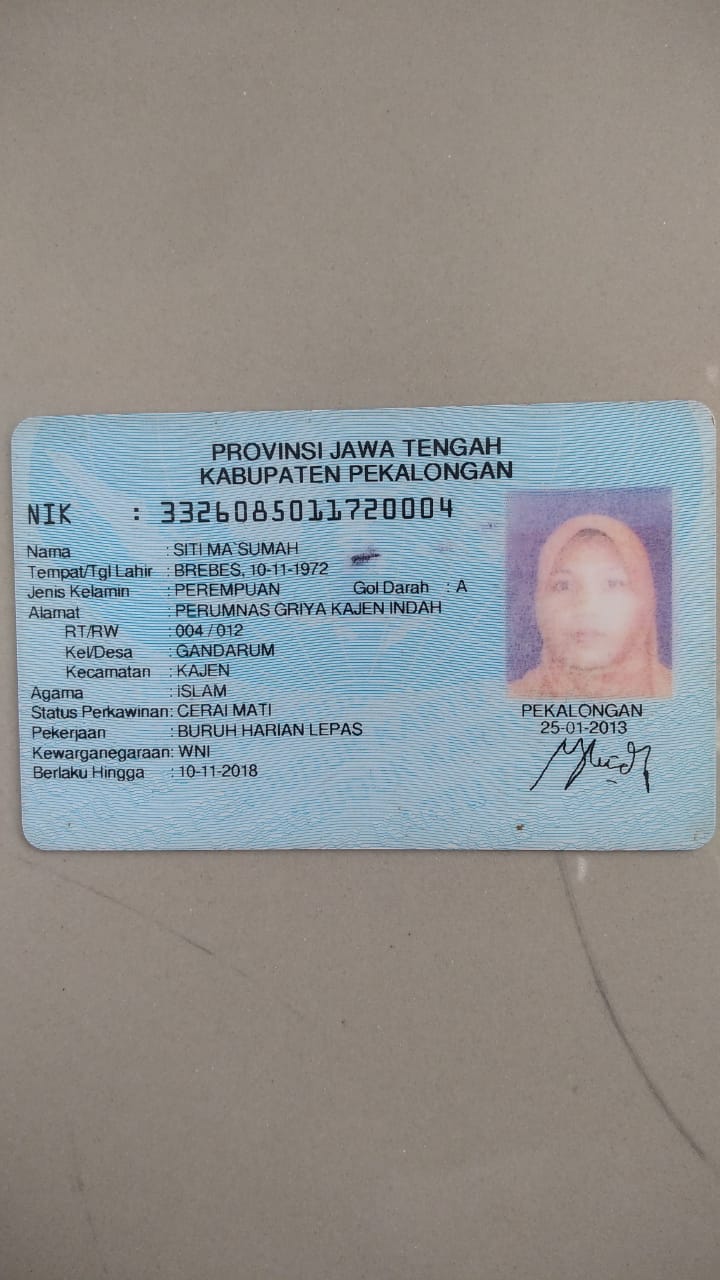 PROVINSI JAWA TENGAH
KABUPATEN PEKALONGAN
NIK : 3326085011720004
Nama : SITI MA`SUMAH
Tempat/Tgl Lahir : BREBES, 10-11-1972
Jenis Kelamin : PEREMPUAN Gol Darah : A
Alamat : PERUMNAS GRIYA KAJEN INDAH
RT/RW : 004 / 012
Kel/Desa : GANDARUM
Kecamatan : KAJEN
Agama : ISLAM
Status Perkawinan: CERAI MATI
Pekerjaan : BURUH HARIAN LEPAS
Kewarganegaraan: WNI
Berlaku Hingga : 10-11-2018
PEKALONGAN
25-01-2013